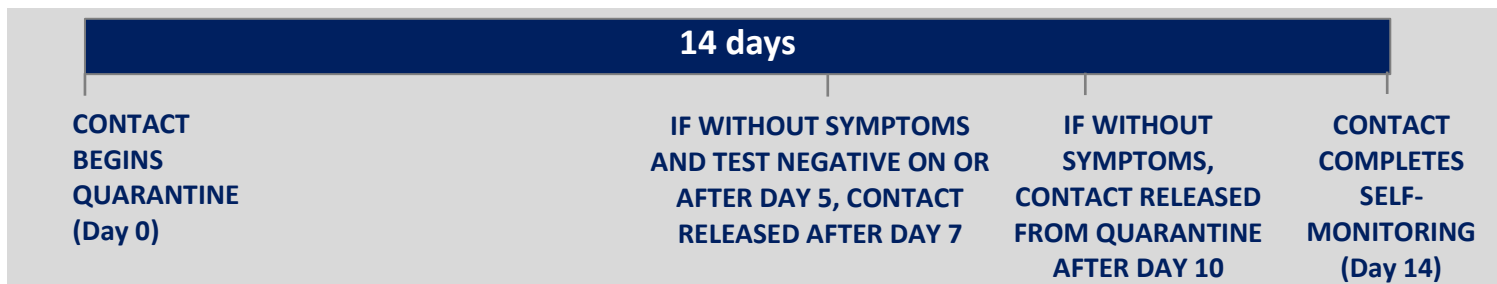 14 days
CONTACT
BEGINS
QUARANTINE
(Day 0)
IF WITHOUT SYMPTOMS
AND TEST NEGATIVE ON OR
AFTER DAY 5, CONTACT
RELEASED AFTER DAY 7
IF WITHOUT
SYMPTOMS,
CONTACT RELEASED
FROM QUARANTINE
AFTER DAY 10
CONTACT
COMPLETES
SELF-
MONITORING
(Day 14)